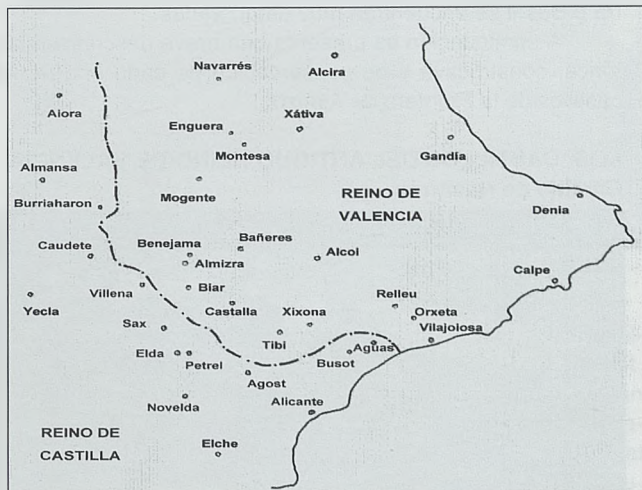 Navarrés
Alcira
Aiora
Enguera
Xátiva
Montesa
Gandía
Almansa
Mogente
REINO DE
VALENCIA
Denia
Burriaharon
Caudete
Benejama
Bañeres
Almizra
Alcoi
Calpe
Villena
Biar
Yecla
Castalla
Xixona
Relleu
Orxeta
Sax
Tibi
Vilajoiosa
Elda
Petrel
Busot
Aguas
Agost
Novelda
Alicante
REINO DE
CASTILLA
Elche